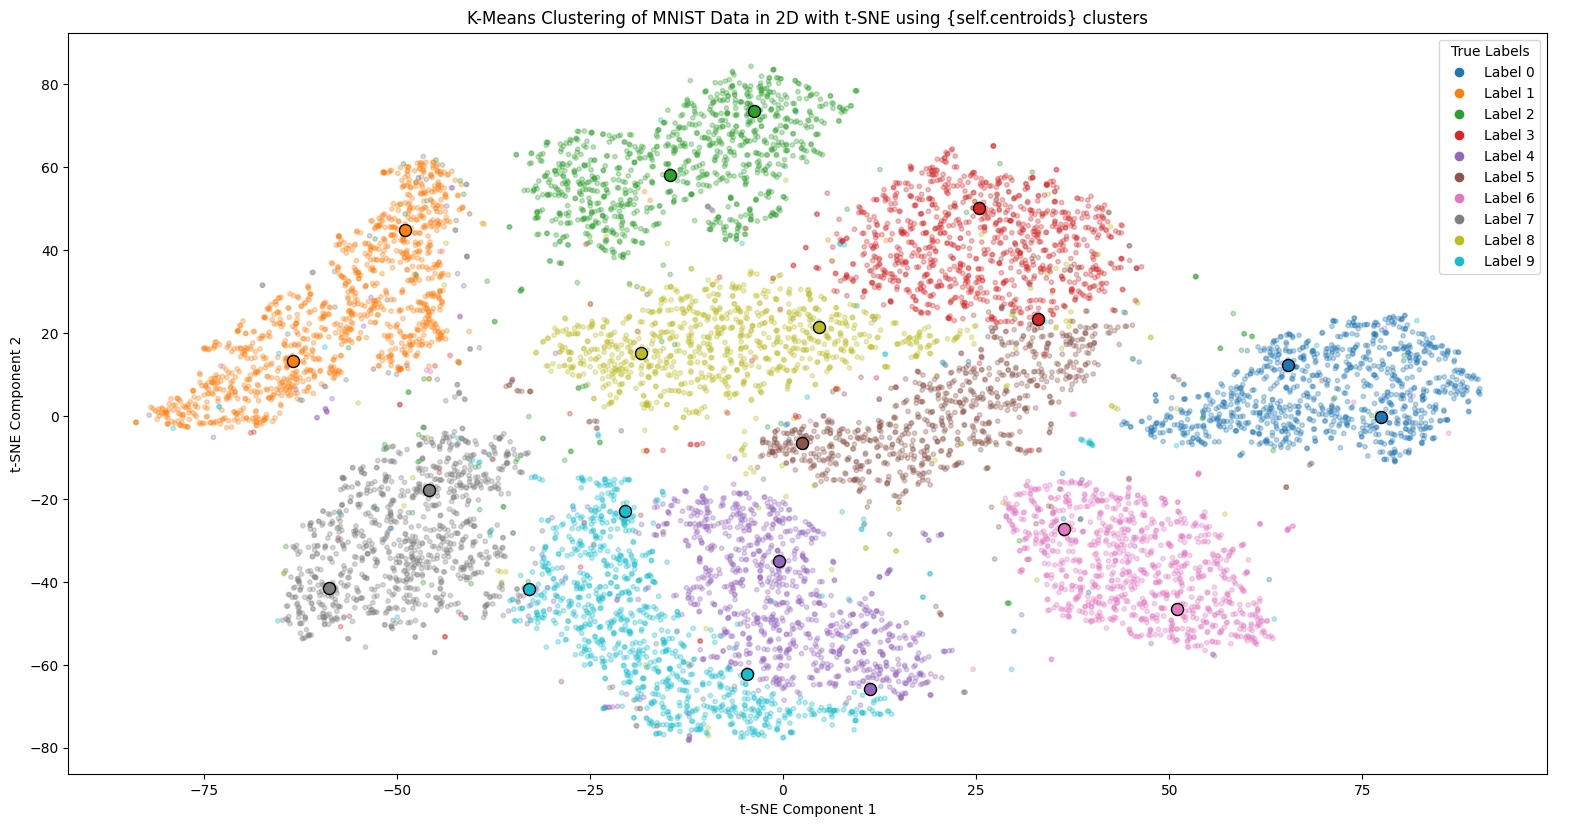 K-Means Clustering of MNIST Data in 2D with t-SNE using {self.centroids} clusters
True Labels
Label 0
Label 1
Label 2
Label 3
Label 4
Label 5
Label 6
Label 7
Label 8
Label 9
t-SNE Component 2
80
60
40
20
0
−20
−40
−60
−80
−75
−50
−25
0
25
50
75
t-SNE Component 1